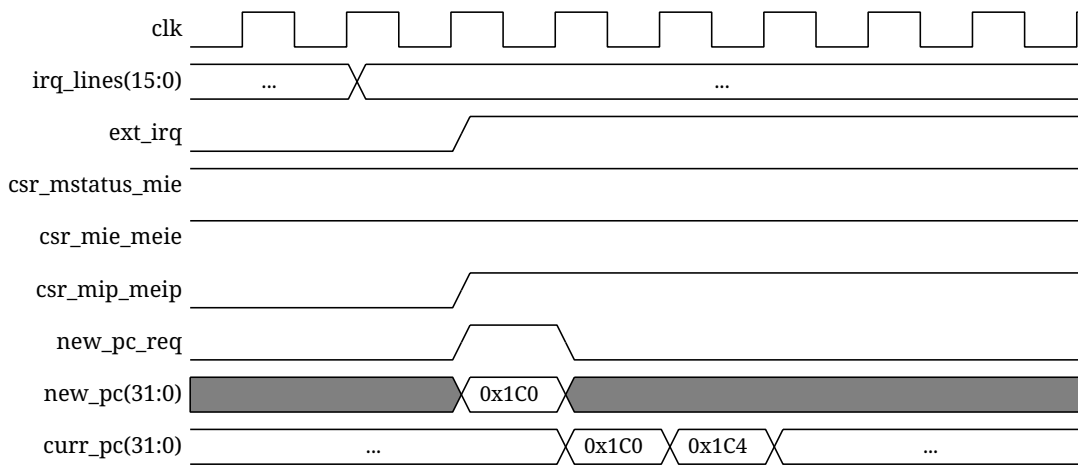 clk
irq_lines(15:0) ... ...
ext_irq
csr_mstatus_mie
csr_mie_meie
csr_mip_meip
new_pc_req
new_pc(31:0) 0x1C0
curr_pc(31:0) ... 0x1C0 0x1C4 ...